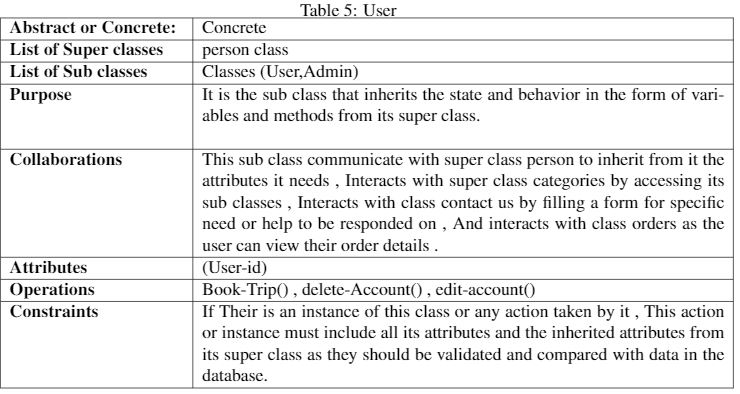 Table 5: User
Abstract or Concrete: Concrete
List of Super classes person class
List of Sub classes Classes (User,Admin)
Purpose It is the sub class that inherits the state and behavior in the form of vari-
ables and methods from its super class.
Collaborations This sub class communicate with super class person to inherit from it the
attributes it needs , Interacts with super class categories by accessing its
sub classes , Interacts with class contact us by filling a form for specific
need or help to be responded on , And interacts with class orders as the
user can view their order details .
Attributes (User-id)
Operations Book-Trip() , delete-Account() , edit-account()
Constraints If Their is an instance of this class or any action taken by it , This action
or instance must include all its attributes and the inherited attributes from
its super class as they should be validated and compared with data in the
database.